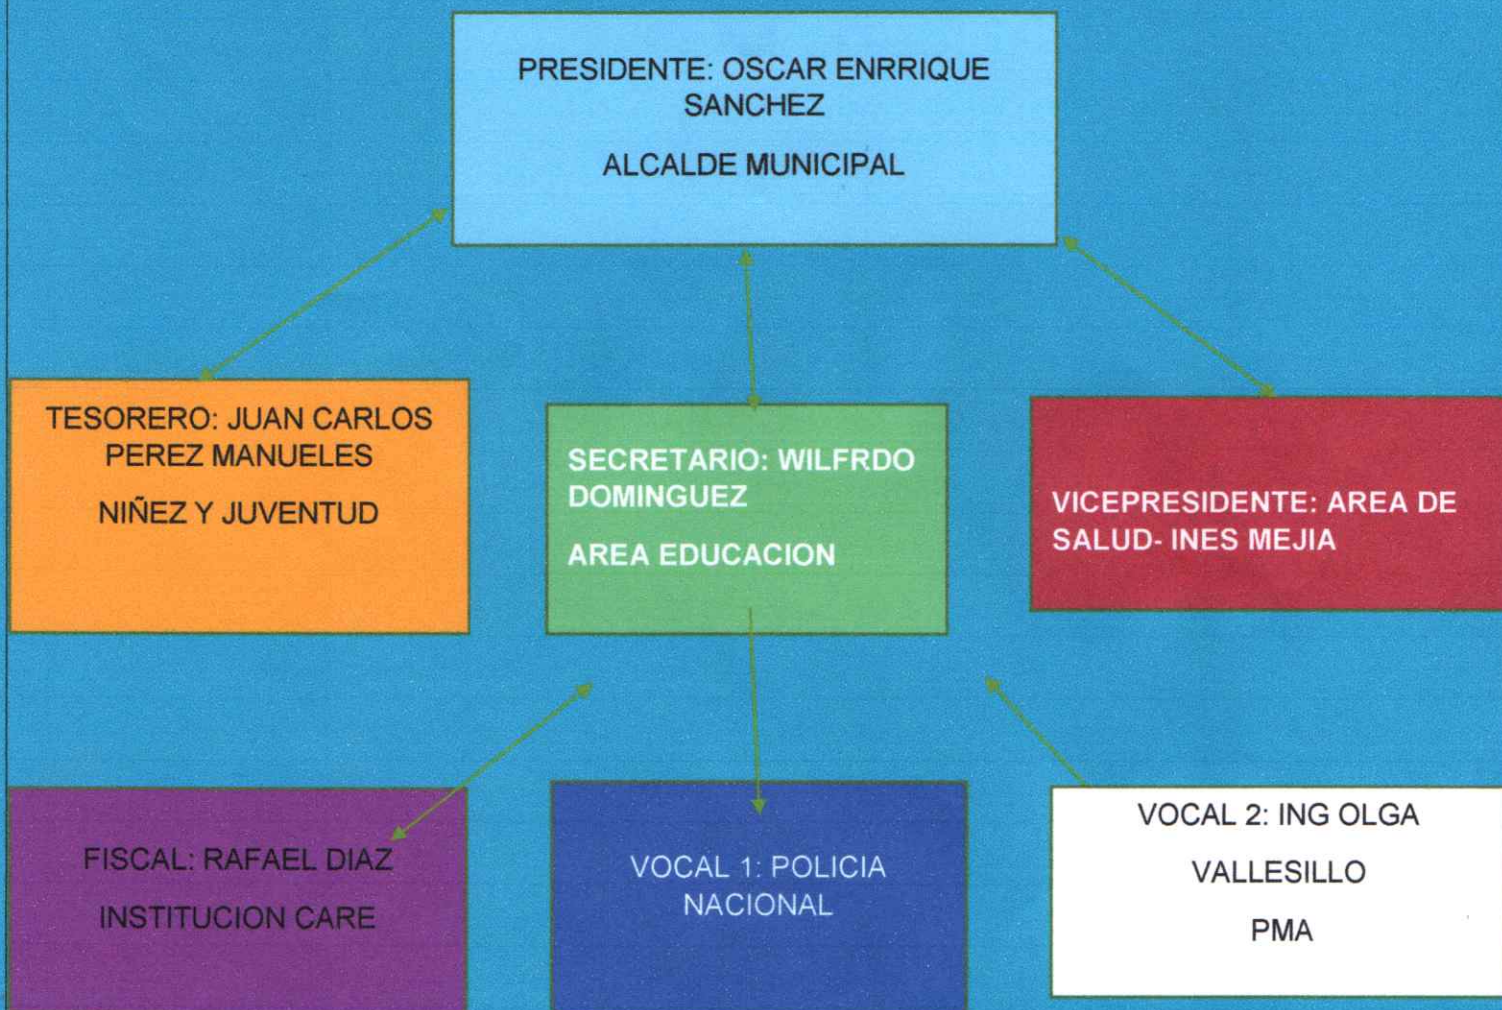 PRESIDENTE: OSCAR ENRRIQUE
SANCHEZ
ALCALDE MUNICIPAL
TESORERO: JUAN CARLOS
PEREZ MANUELES
NIÑEZ Y JUVENTUD
SECRETARIO: WILFRDO
DOMINGUEZ
AREA EDUCACION
VICEPRESIDENTE: AREA DE
SALUD- INES MEJIA
FISCAL: RAFAEL DIAZ
INSTITUCION CARE
VOCAL 1: POLICIA
NACIONAL
VOCAL 2: ING OLGA
VALLESILLO
PMA